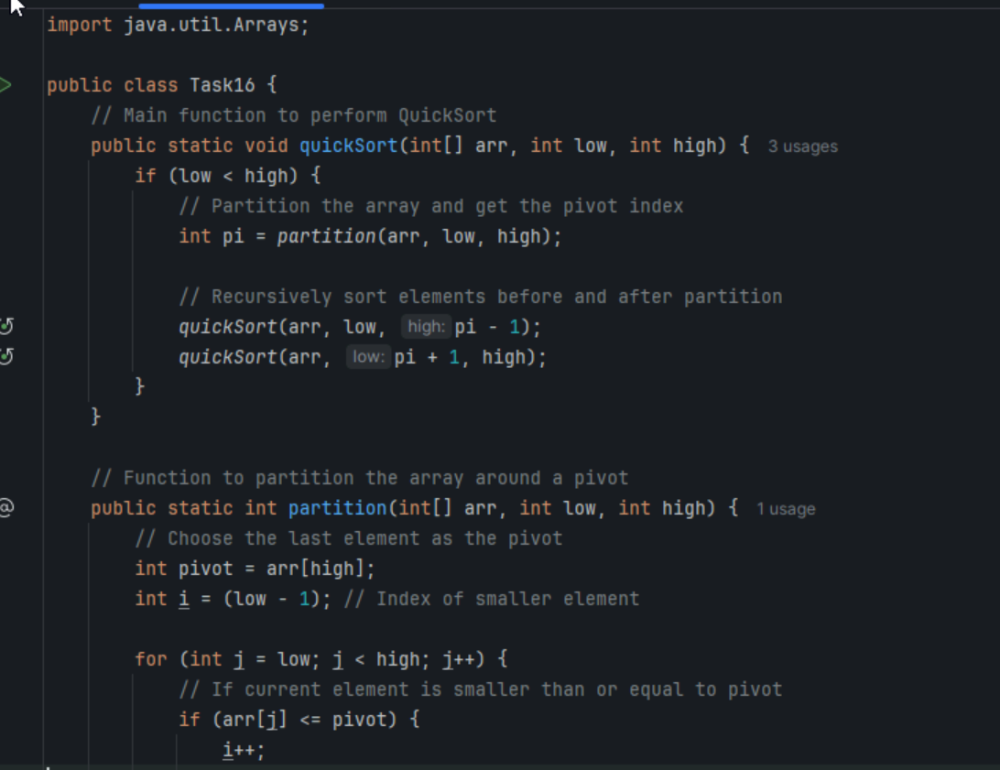 import java.util.Arrays;
public class Task16 {
// Main function to perform QuickSort
public static void quickSort(int[] arr, int low, int high) { 3 usages
if (low < high) {
// Partition the array and get the pivot index
int pi = partition(arr, low, high);
// Recursively sort elements before and after partition
quickSort(arr, low, high: pi - 1);
quickSort(arr, low: pi + 1, high);
}
}
// Function to partition the array around a pivot
public static int partition(int[] arr, int low, int high) { 1 usage
// Choose the last element as the pivot
int pivot = arr[high];
int i = (low - 1); // Index of smaller element
for (int j = low; j < high; j++) {
// If current element is smaller than or equal to pivot
if (arr[j] <= pivot) {
i++;